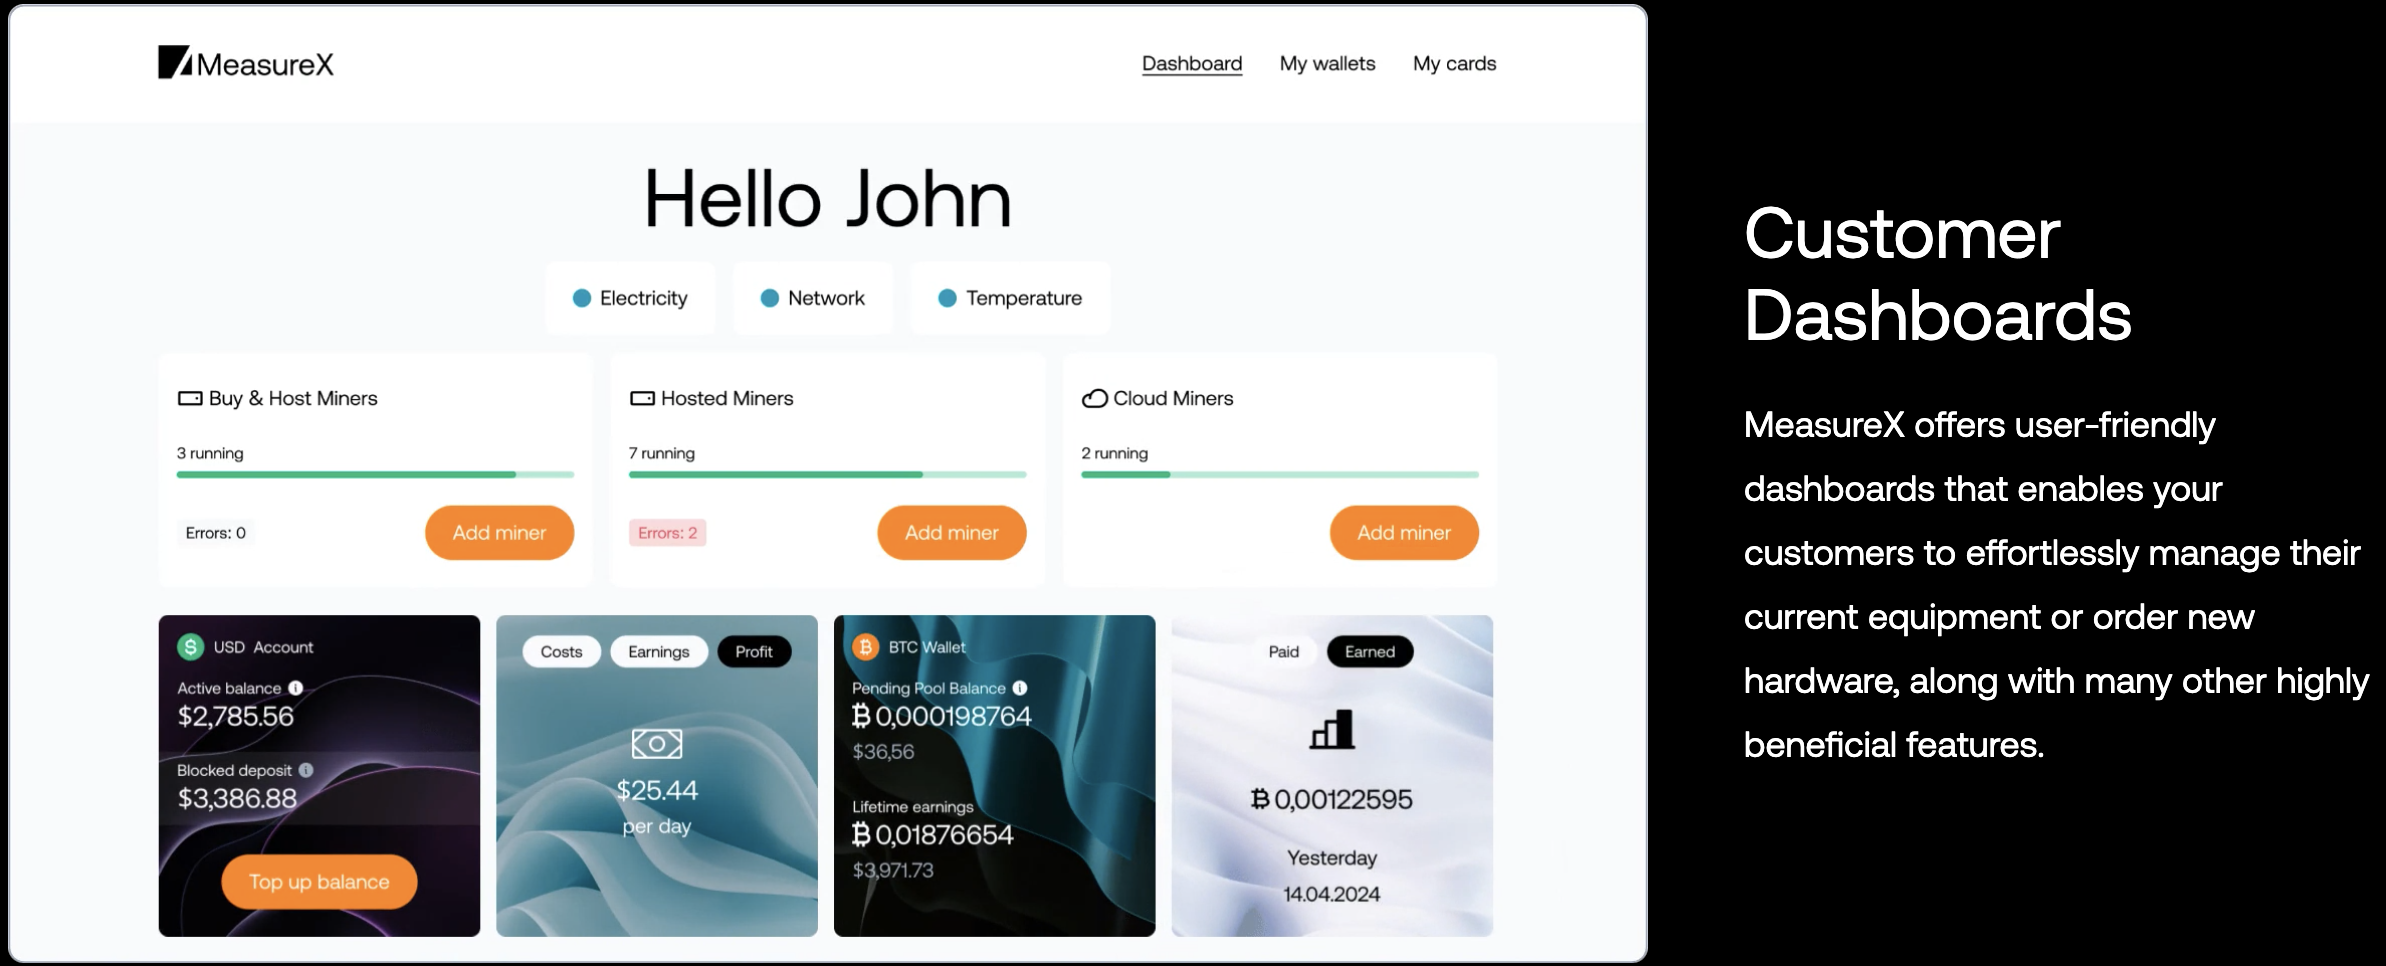 MeasureX
Dashboard My wallets My cards
Hello John
Electricity Network Temperature
Buy & Host Miners
3 running
Errors: 0
Add miner
Hosted Miners
7 running
Errors: 2
Add miner
Cloud Miners
2 running
Add miner
USD Account
Active balance
$2,785.56
Blocked deposit
$3,386.88
Top up balance
Costs Earnings Profit
$25.44
per day
BTC Wallet
Pending Pool Balance
₿ 0,000198764
$36,56
Lifetime earnings
₿ 0,01876654
$3,971.73
Paid Earned
₿ 0,00122595
Yesterday
14.04.2024
Customer
Dashboards
MeasureX offers user-friendly
dashboards that enables your
customers to effortlessly manage their
current equipment or order new
hardware, along with many other highly
beneficial features.